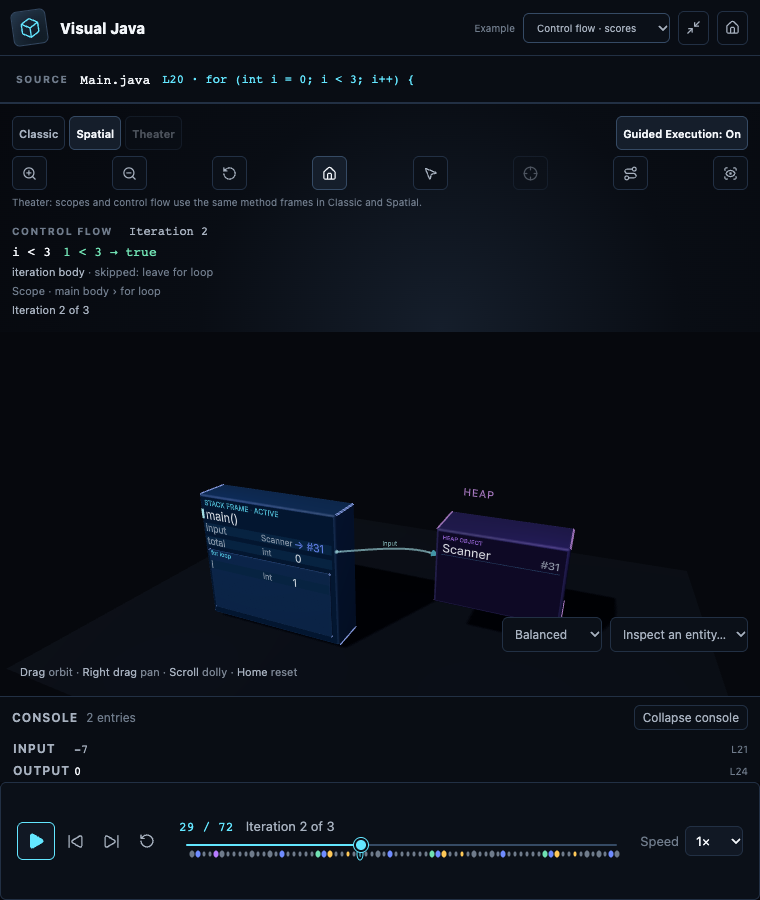 Visual Java
Example
Control flow · scores
SOURCE Main.java L20 · for (int i = 0; i < 3; i++) {
Classic Spatial Theater
Guided Execution: On
Theater: scopes and control flow use the same method frames in Classic and Spatial.
CONTROL FLOW Iteration 2
i < 3 1 < 3 → true
iteration body · skipped: leave for loop
Scope · main body › for loop
Iteration 2 of 3
STACK FRAME ACTIVE
main()
input Scanner → #31
total int 0
for loop
i int 1
input
HEAP
HEAP OBJECT
Scanner
#31
Balanced
Inspect an entity...
Drag orbit · Right drag pan · Scroll dolly · Home reset
CONSOLE 2 entries
Collapse console
INPUT −7 L21
OUTPUT 0 L24
29 / 72 Iteration 2 of 3
Speed 1×